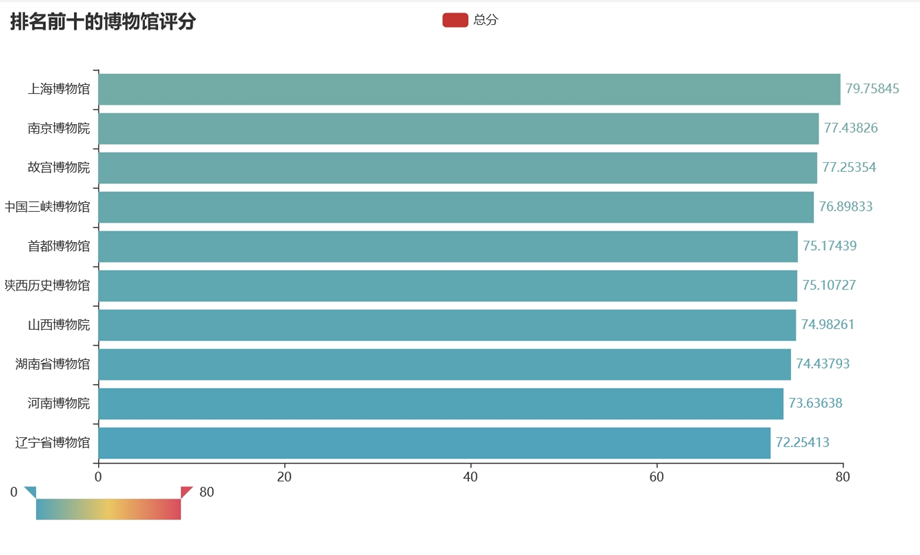 排名前十的博物馆评分
总分
上海博物馆 79.75845
南京博物院 77.43826
故宫博物院 77.25354
中国三峡博物馆 76.89833
首都博物馆 75.17439
陕西历史博物馆 75.10727
山西博物院 74.98261
湖南省博物馆 74.43793
河南博物院 73.63638
辽宁省博物馆 72.25413
0 20 40 60 80
0 80